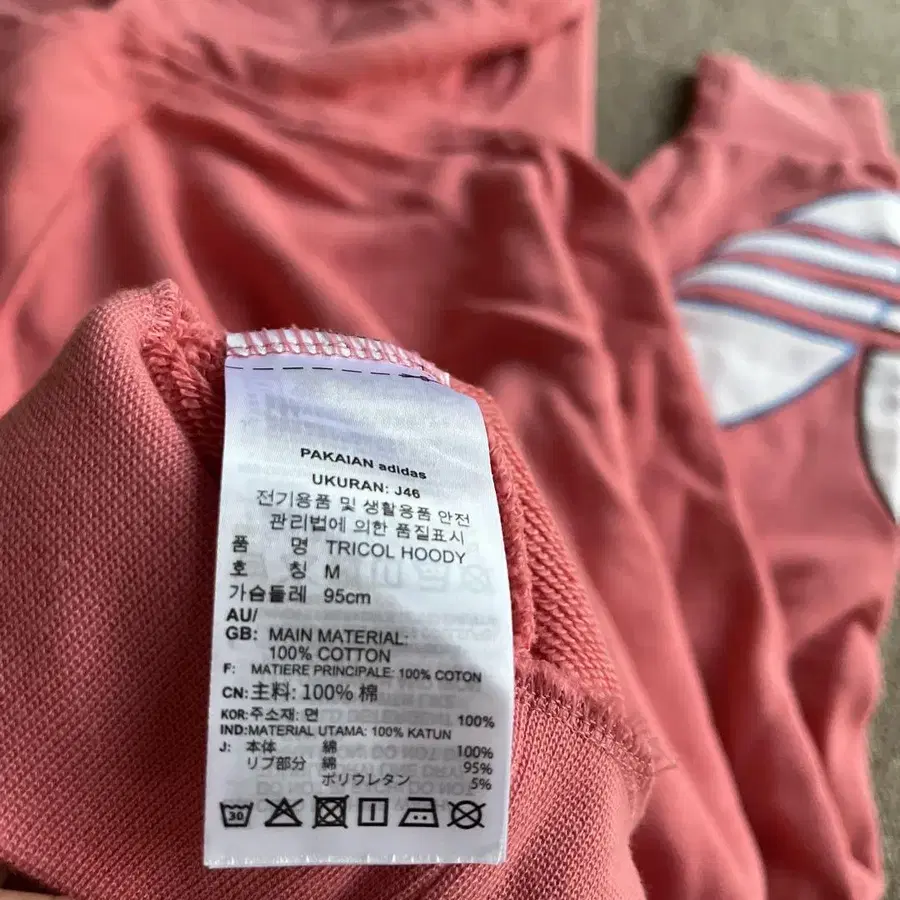 PAKAIAN adidas
UKURAN: J46
전기용품 및 생활용품 안전
관리법에 의한 품질표시
품 명 TRICOL HOODY
호 칭 M
가슴둘레 95cm
AU/
GB: MAIN MATERIAL:
100% COTTON
F: MATIERE PRINCIPALE: 100% COTON
CN:主料: 100% 棉
KOR:주소재: 면 100%
IND:MATERIAL UTAMA: 100% KATUN
J: 本体 綿 100%
リブ部分 綿 95%
ポリウレタン 5%
30